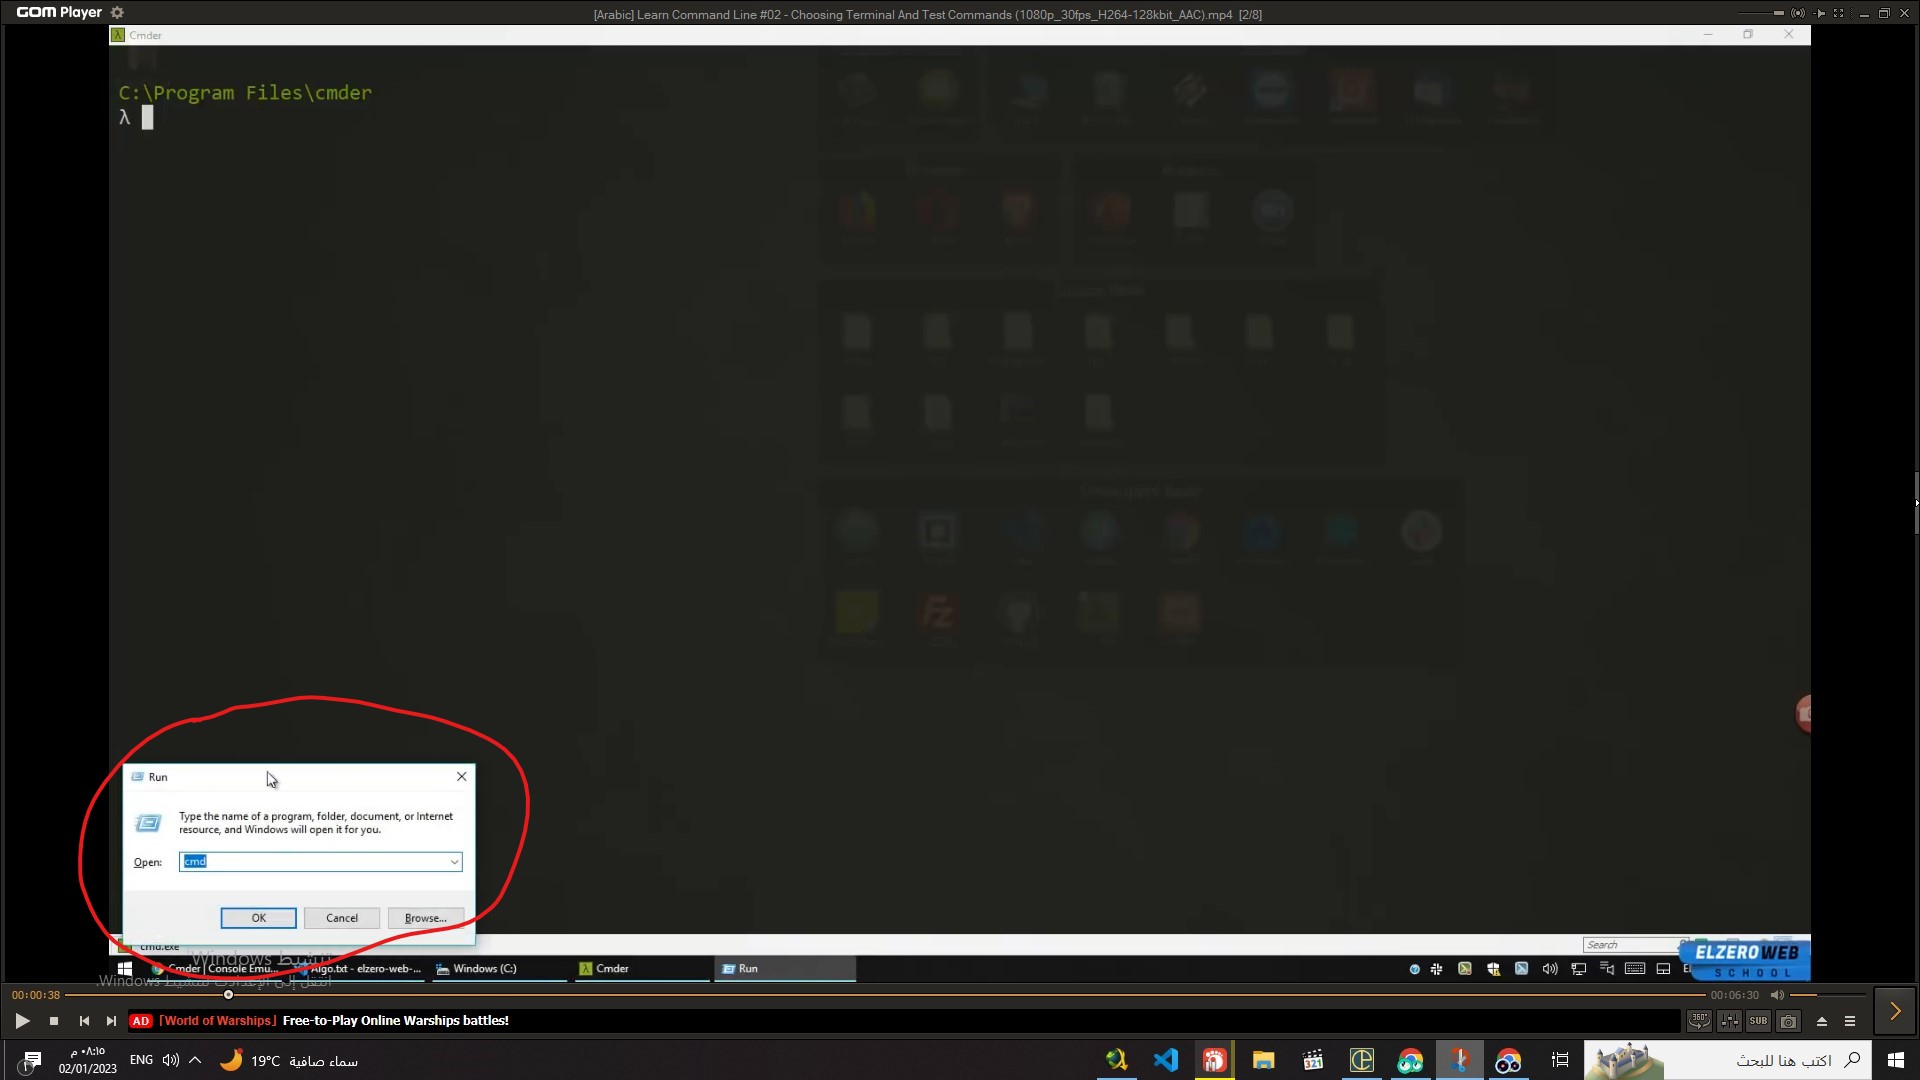 GOM Player
[Arabic] Learn Command Line #02 - Choosing Terminal And Test Commands (1080p_30fps_H264-128kbit_AAC).mp4 [2/8]
Cmder
C:\Program Files\cmder
λ
Run
Type the name of a program, folder, document, or Internet
resource, and Windows will open it for you.
Open: cmd
OK Cancel Browse...
cmd.exe
Search
ELZERO WEB
SCHOOL
تنشيط Windows
انتقل إلى الإعدادات لتنشيط Windows.
Cmder | Console Emu... Algo.txt - elzero-web-... Windows (C:) Cmder Run
00:00:38 00:06:30
AD [World of Warships] Free-to-Play Online Warships battles!
360° SUB
٠٨:١٥ م
02/01/2023
ENG
19°C سماء صافية
321
اكتب هنا للبحث